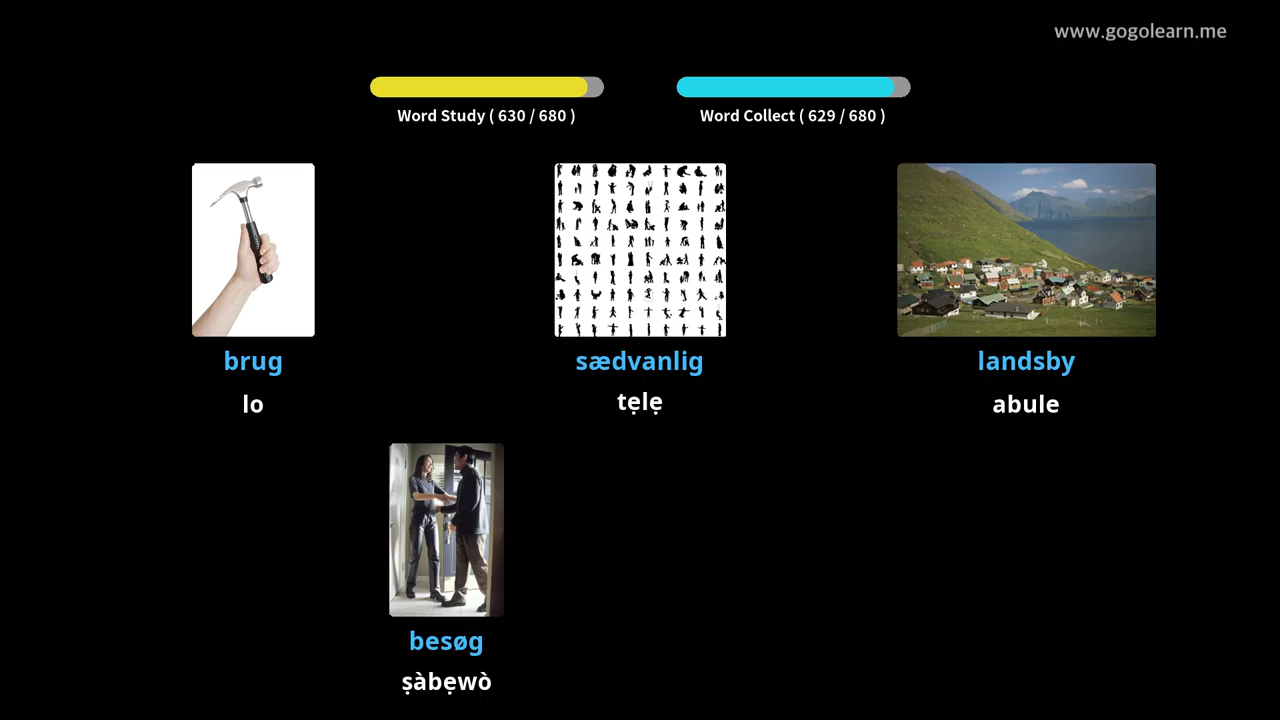 www.gogolearn.me
Word Study ( 630 / 680 )
Word Collect ( 629 / 680 )
brug
sædvanlig
landsby
lo
tẹlẹ
abule
besøg
ṣàbẹwò